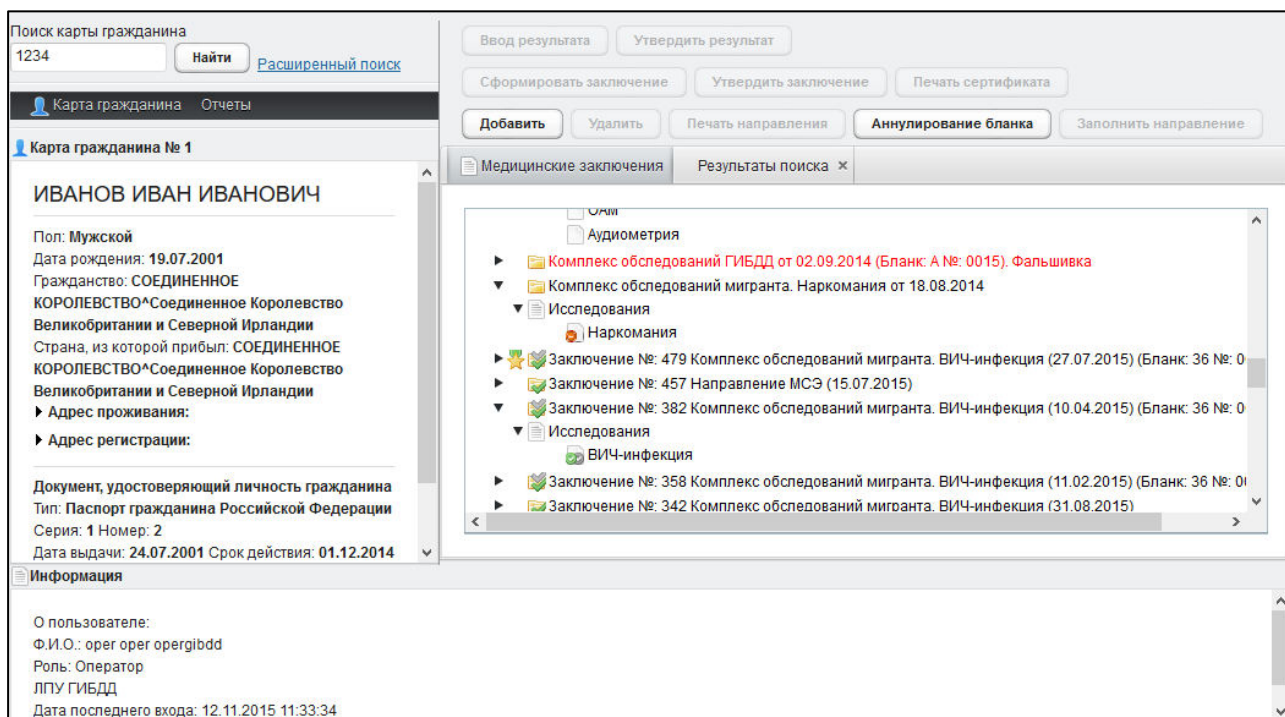 Поиск карты гражданина
1234
Найти
Расширенный поиск
Карта гражданина Отчеты
Карта гражданина № 1
ИВАНОВ ИВАН ИВАНОВИЧ
Пол: Мужской
Дата рождения: 19.07.2001
Гражданство: СОЕДИНЕННОЕ
КОРОЛЕВСТВО^Соединенное Королевство
Великобритании и Северной Ирландии
Страна, из которой прибыл: СОЕДИНЕННОЕ
КОРОЛЕВСТВО^Соединенное Королевство
Великобритании и Северной Ирландии
Адрес проживания:
Адрес регистрации:
Документ, удостоверяющий личность гражданина
Тип: Паспорт гражданина Российской Федерации
Серия: 1 Номер: 2
Дата выдачи: 24.07.2001 Срок действия: 01.12.2014
Ввод результата Утвердить результат
Сформировать заключение Утвердить заключение Печать сертификата
Добавить Удалить Печать направления Аннулирование бланка Заполнить направление
Медицинские заключения Результаты поиска ×
ОАМ
Аудиометрия
Комплекс обследований ГИБДД от 02.09.2014 (Бланк: А №: 0015). Фальшивка
Комплекс обследований мигранта. Наркомания от 18.08.2014
Исследования
Наркомания
Заключение №: 479 Комплекс обследований мигранта. ВИЧ-инфекция (27.07.2015) (Бланк: 36 №: 0
Заключение №: 457 Направление МСЭ (15.07.2015)
Заключение №: 382 Комплекс обследований мигранта. ВИЧ-инфекция (10.04.2015) (Бланк: 36 №: 0
Исследования
ВИЧ-инфекция
Заключение №: 358 Комплекс обследований мигранта. ВИЧ-инфекция (11.02.2015) (Бланк: 36 №: 0
Заключение №: 342 Комплекс обследований мигранта. ВИЧ-инфекция (31.08.2015)
Информация
О пользователе:
Ф.И.О.: oper oper opergibdd
Роль: Оператор
ЛПУ ГИБДД
Дата последнего входа: 12.11.2015 11:33:34